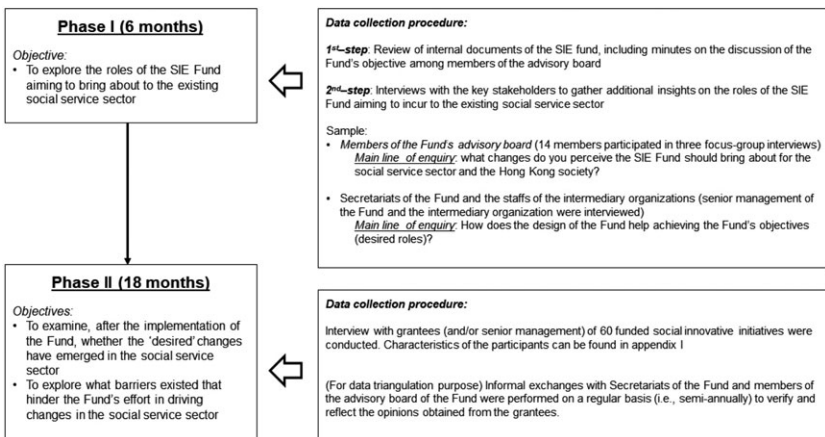 Phase I (6 months)
Objective:
• To explore the roles of the SIE Fund
aiming to bring about to the existing
social service sector
Data collection procedure:
1st–step: Review of internal documents of the SIE fund, including minutes on the discussion of the
Fund's objective among members of the advisory board
2nd–step: Interviews with the key stakeholders to gather additional insights on the roles of the SIE
Fund aiming to incur to the existing social service sector
Sample:
• Members of the Fund's advisory board (14 members participated in three focus-group interviews)
Main line of enquiry: what changes do you perceive the SIE Fund should bring about for the
social service sector and the Hong Kong society?
• Secretariats of the Fund and the staffs of the intermediary organizations (senior management of
the Fund and the intermediary organization were interviewed)
Main line of enquiry: How does the design of the Fund help achieving the Fund's objectives
(desired roles)?
Phase II (18 months)
Objectives:
• To examine, after the implementation of
the Fund, whether the 'desired' changes
have emerged in the social service
sector
• To explore what barriers existed that
hinder the Fund's effort in driving
changes in the social service sector
Data collection procedure:
Interview with grantees (and/or senior management) of 60 funded social innovative initiatives were
conducted. Characteristics of the participants can be found in appendix I
(For data triangulation purpose) Informal exchanges with Secretariats of the Fund and members of
the advisory board of the Fund were performed on a regular basis (i.e., semi-annually) to verify and
reflect the opinions obtained from the grantees.